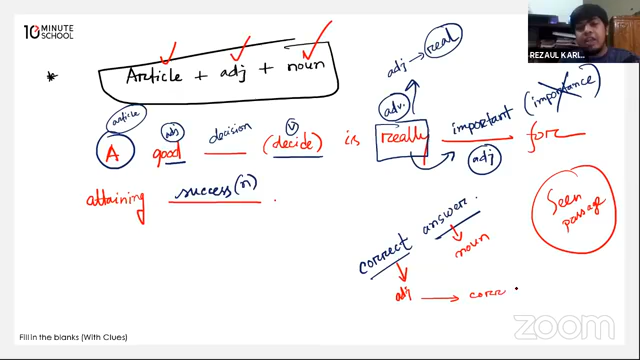 10 MINUTE SCHOOL
REZAUL KARI..
* Article + adj + noun
adj → real
article
adj
decision
(v)
adv.
important
(importance)
A good ___ (decide) is really ___ for
adj
attaining success(n).
Seen passage
correct answer.
noun
adj → corr
Fill in the blanks (With Clues)
zoom